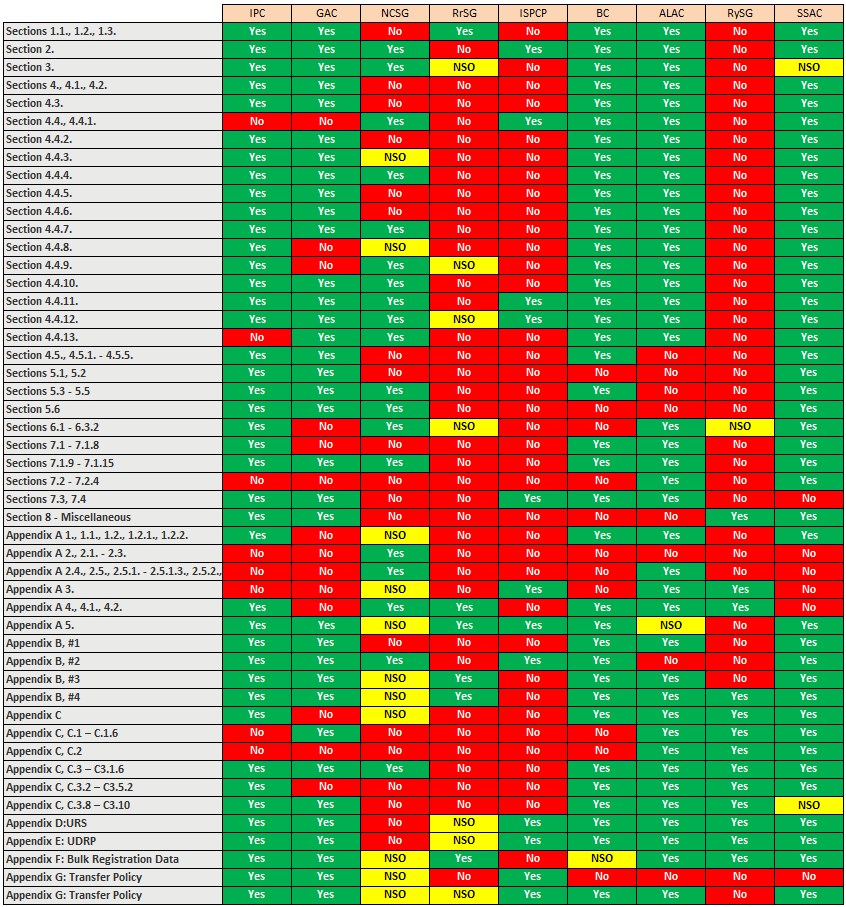 IPC GAC NCSG RrSG ISPCP BC ALAC RySG SSAC
Sections 1.1., 1.2., 1.3. Yes Yes No Yes No Yes Yes No Yes
Section 2. Yes Yes Yes No Yes Yes Yes No Yes
Section 3. Yes Yes Yes NSO No Yes Yes No NSO
Sections 4., 4.1., 4.2. Yes Yes No No No Yes Yes No Yes
Section 4.3. Yes Yes No No No Yes Yes No Yes
Section 4.4., 4.4.1. No No Yes No Yes Yes Yes No Yes
Section 4.4.2. Yes Yes No No No Yes Yes No Yes
Section 4.4.3. Yes Yes NSO No No Yes Yes No Yes
Section 4.4.4. Yes Yes Yes No No Yes Yes No Yes
Section 4.4.5. Yes Yes No No No Yes Yes No Yes
Section 4.4.6. Yes Yes No No No Yes Yes No Yes
Section 4.4.7. Yes Yes Yes No No Yes Yes No Yes
Section 4.4.8. Yes No NSO No No Yes Yes No Yes
Section 4.4.9. Yes No Yes NSO No Yes Yes No Yes
Section 4.4.10. Yes Yes Yes No No Yes Yes No Yes
Section 4.4.11. Yes Yes Yes No Yes Yes Yes No Yes
Section 4.4.12. Yes Yes Yes NSO Yes Yes Yes No Yes
Section 4.4.13. No Yes Yes No No Yes Yes No Yes
Section 4.5., 4.5.1. - 4.5.5. Yes Yes No No No Yes No No Yes
Sections 5.1, 5.2 Yes Yes No No No No No No Yes
Sections 5.3 - 5.5 Yes Yes Yes No No Yes No No Yes
Section 5.6 Yes Yes Yes No No No No No Yes
Sections 6.1 - 6.3.2 Yes No Yes NSO No No Yes NSO Yes
Sections 7.1 - 7.1.8 Yes No No No No Yes Yes No Yes
Sections 7.1.9 - 7.1.15 Yes Yes Yes No No Yes Yes No Yes
Sections 7.2 - 7.2.4 No No No No No No Yes No Yes
Sections 7.3, 7.4 Yes Yes No No Yes Yes Yes No No
Section 8 - Miscellaneous Yes Yes No No No No No Yes Yes
Appendix A 1., 1.1., 1.2., 1.2.1., 1.2.2. Yes No NSO No No Yes Yes No Yes
Appendix A 2., 2.1. - 2.3. No No Yes No No No No No No
Appendix A 2.4., 2.5., 2.5.1. - 2.5.1.3., 2.5.2., No No Yes No No No Yes No No
Appendix A 3. No No NSO No Yes No Yes Yes No
Appendix A 4., 4.1., 4.2. Yes No Yes Yes No Yes Yes Yes No
Appendix A 5. Yes Yes NSO Yes Yes Yes NSO No Yes
Appendix B, #1 Yes Yes No No No Yes Yes No Yes
Appendix B, #2 Yes Yes Yes No Yes Yes No No Yes
Appendix B, #3 Yes Yes NSO Yes No Yes Yes No Yes
Appendix B, #4 Yes Yes NSO Yes No Yes Yes Yes Yes
Appendix C Yes No NSO No No Yes Yes Yes Yes
Appendix C, C.1 – C.1.6 No Yes No No No No Yes Yes Yes
Appendix C, C.2 No No No No No No Yes Yes Yes
Appendix C, C.3 – C3.1.6 Yes Yes Yes No No Yes Yes Yes Yes
Appendix C, C.3.2 – C3.5.2 Yes No No No No Yes Yes Yes Yes
Appendix C, C.3.8 – C3.10 Yes Yes No No No Yes Yes Yes NSO
Appendix D:URS Yes Yes No NSO Yes Yes Yes Yes Yes
Appendix E: UDRP Yes Yes No NSO Yes Yes Yes Yes Yes
Appendix F: Bulk Registration Data Yes Yes NSO Yes No NSO Yes Yes Yes
Appendix G: Transfer Policy Yes Yes NSO No Yes No No No No
Appendix G: Transfer Policy Yes Yes NSO NSO Yes Yes Yes No Yes